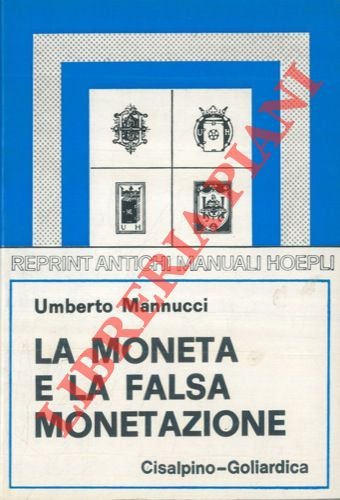 U H
U H
REPRINT ANTICHI MANUALI HOEPLI
Umberto Mannucci
LA MONETA
E LA FALSA
MONETAZIONE
Cisalpino-Goliardica
LIBRERIA PIANI